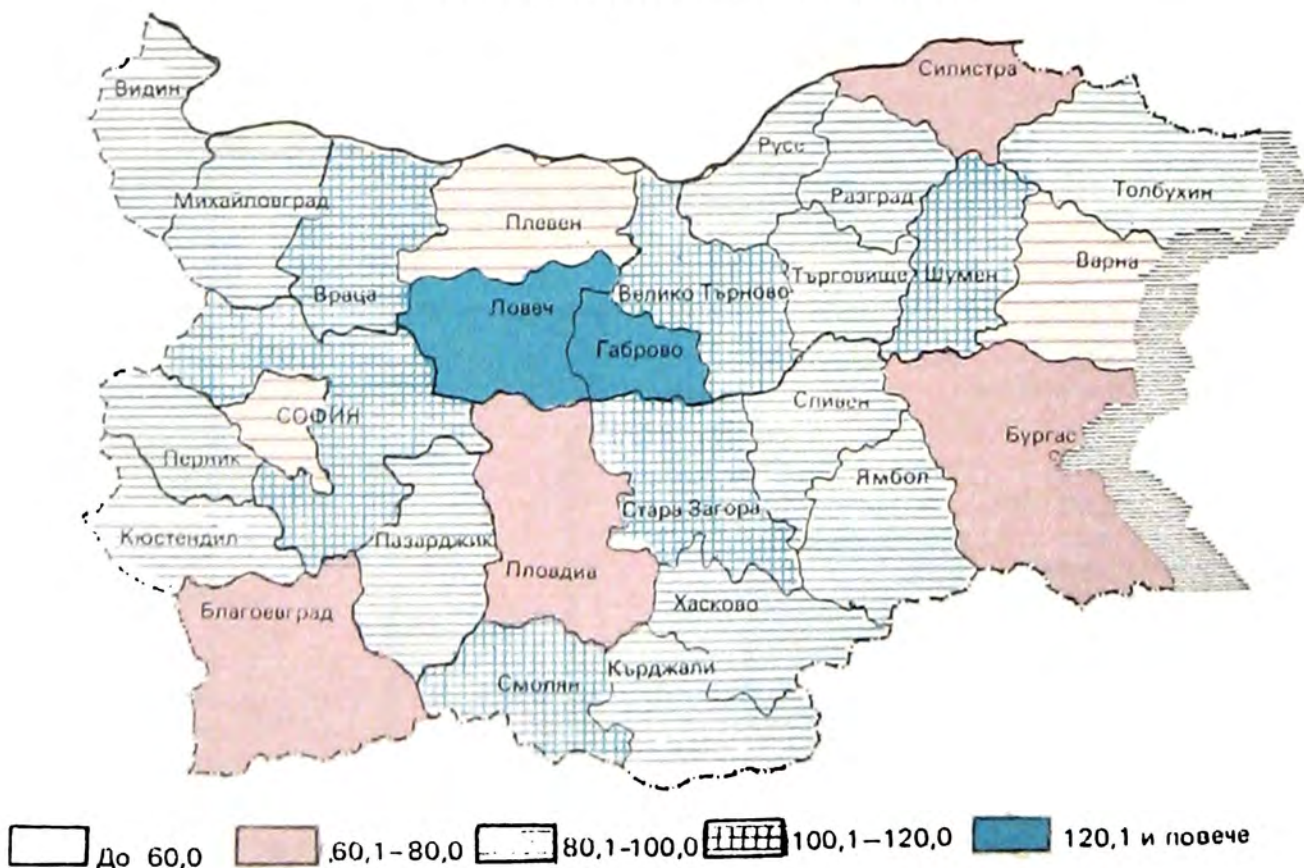 Видин
Силистра
Русе
Михайловград
Разград
Толбухин
Плевен
Враца
Ловеч
Велико Търново
Търговище
Шумен
Варна
Габрово
СОФИЯ
Сливен
Бургас
Перник
Ямбол
Кюстендил
Пазарджик
Стара Загора
Пловдив
Благоевград
Хасково
Кърджали
Смолян
До 60,0
60,1-80,0
80,1-100,0
100,1-120,0
120,1 и повече